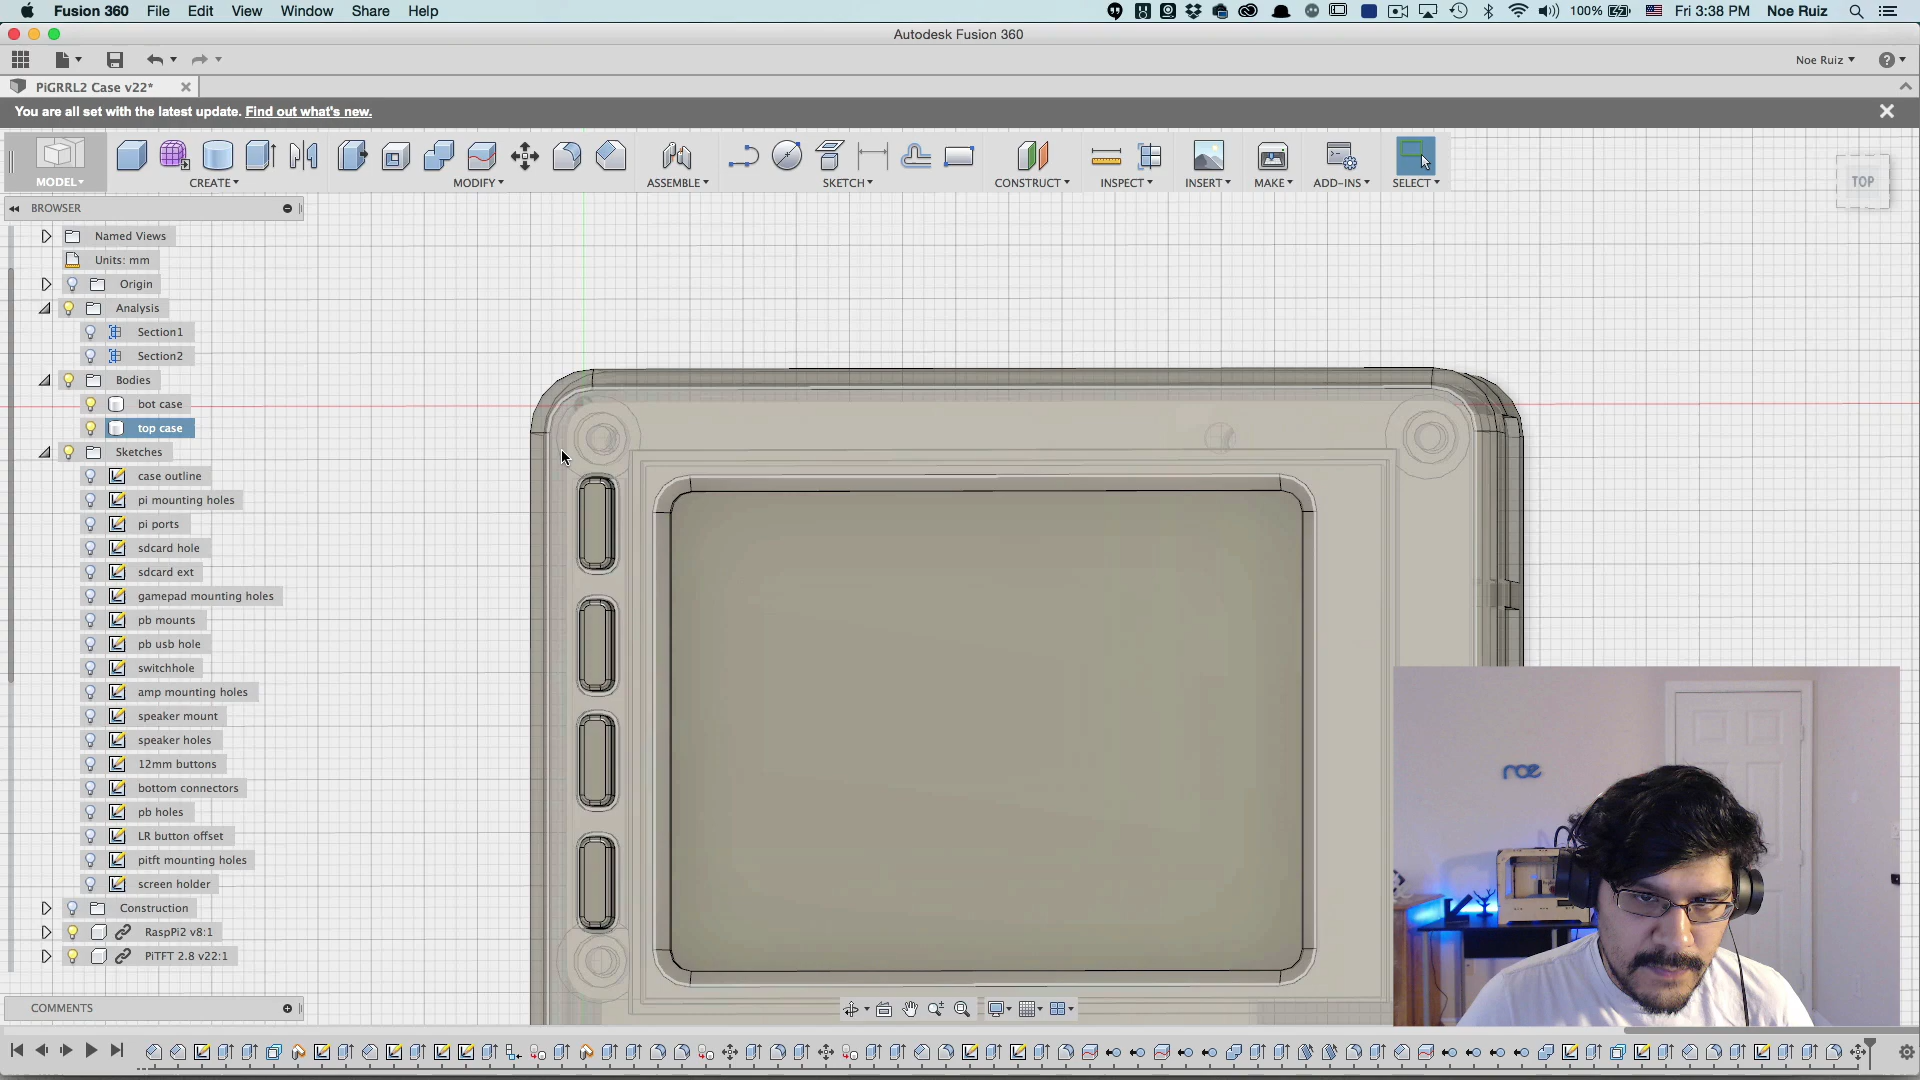 Fusion 360 File Edit View Window Share Help 100% Fri 3:38 PM Noe Ruiz
Autodesk Fusion 360
Noe Ruiz
PiGRRL2 Case v22*
You are all set with the latest update. Find out what's new.
MODEL CREATE MODIFY ASSEMBLE SKETCH CONSTRUCT INSPECT INSERT MAKE ADD-INS SELECT
TOP
BROWSER
Named Views
Units: mm
Origin
Analysis
Section1
Section2
Bodies
bot case
top case
Sketches
case outline
pi mounting holes
pi ports
sdcard hole
sdcard ext
gamepad mounting holes
pb mounts
pb usb hole
switchhole
amp mounting holes
speaker mount
speaker holes
12mm buttons
bottom connectors
pb holes
LR button offset
pitft mounting holes
screen holder
Construction
RaspPi2 v8:1
PiTFT 2.8 v22:1
COMMENTS
noe